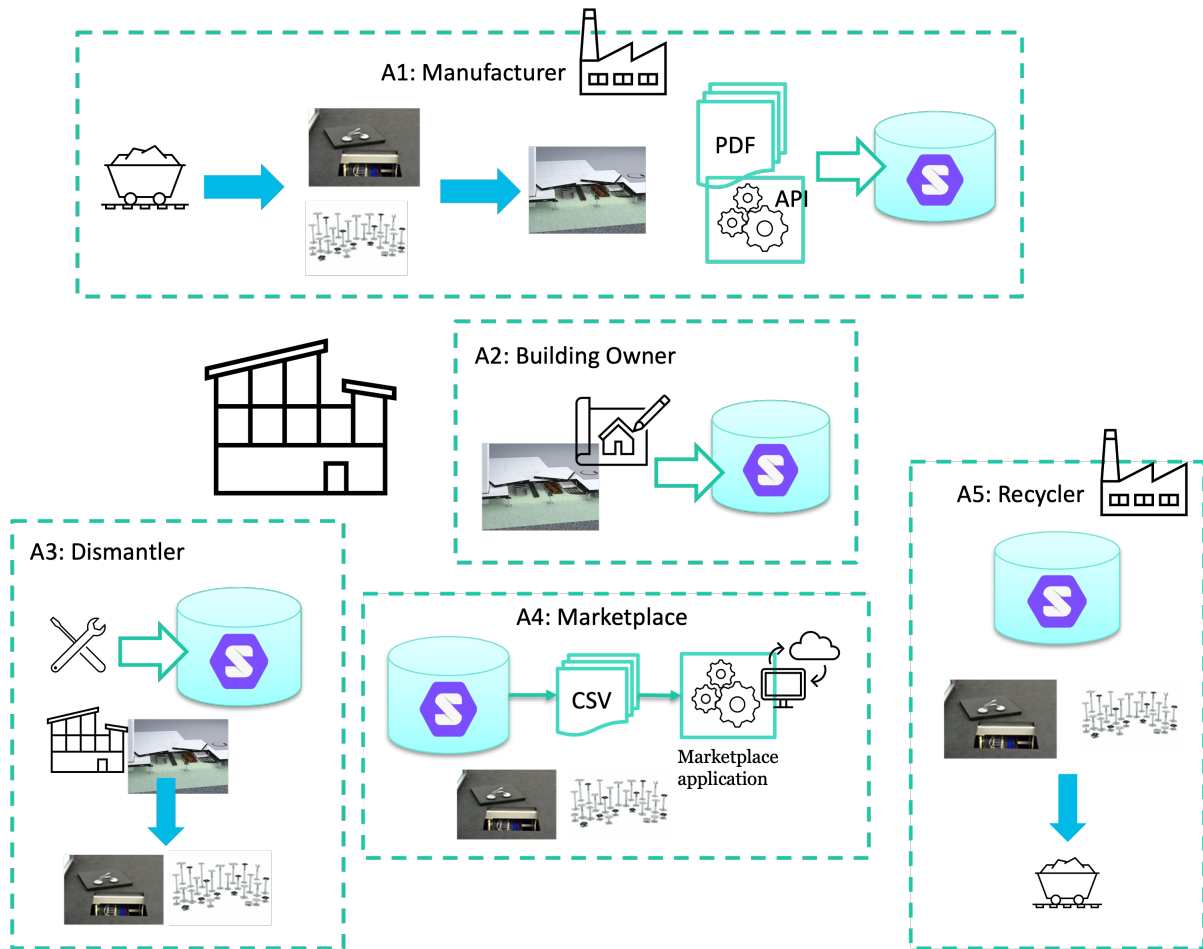 A1: Manufacturer
PDF
API
A2: Building Owner
A5: Recycler
A3: Dismantler
A4: Marketplace
CSV
Marketplace
application